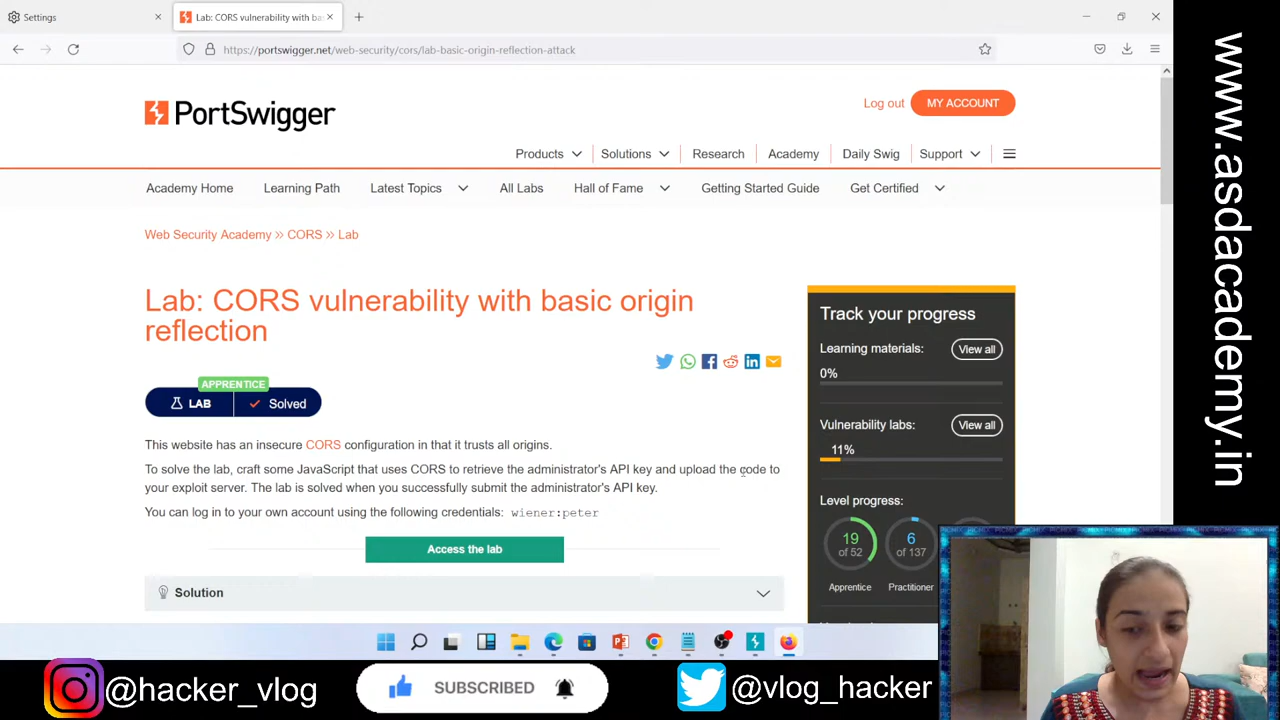 Settings
Lab: CORS vulnerability with ba
https://portswigger.net/web-security/cors/lab-basic-origin-reflection-attack
PortSwigger
Log out
MY ACCOUNT
Products
Solutions
Research
Academy
Daily Swig
Support
Academy Home
Learning Path
Latest Topics
All Labs
Hall of Fame
Getting Started Guide
Get Certified
Web Security Academy » CORS » Lab
Lab: CORS vulnerability with basic origin
reflection
APPRENTICE
LAB
Solved
This website has an insecure CORS configuration in that it trusts all origins.
To solve the lab, craft some JavaScript that uses CORS to retrieve the administrator's API key and upload the code to
your exploit server. The lab is solved when you successfully submit the administrator's API key.
You can log in to your own account using the following credentials: wiener:peter
Access the lab
Solution
Track your progress
Learning materials:
View all
0%
Vulnerability labs:
View all
11%
Level progress:
19
of 52
6
of 137
Apprentice
Practitioner
www.asdacademy.in
@hacker_vlog
SUBSCRIBED
@vlog_hacker